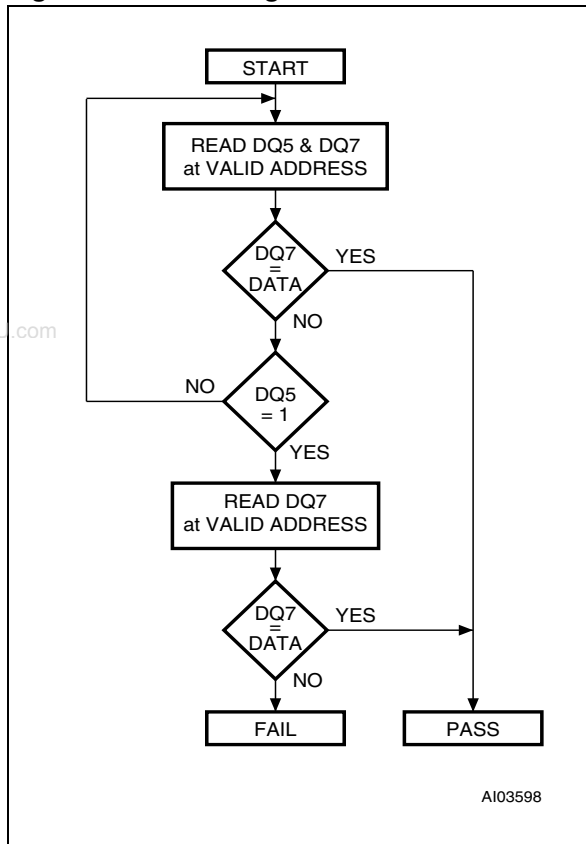 START
READ DQ5 & DQ7
at VALID ADDRESS
DQ7
=
DATA
YES
NO
.com
NO
DQ5
= 1
YES
READ DQ7
at VALID ADDRESS
DQ7
=
DATA
YES
NO
FAIL
PASS
AI03598